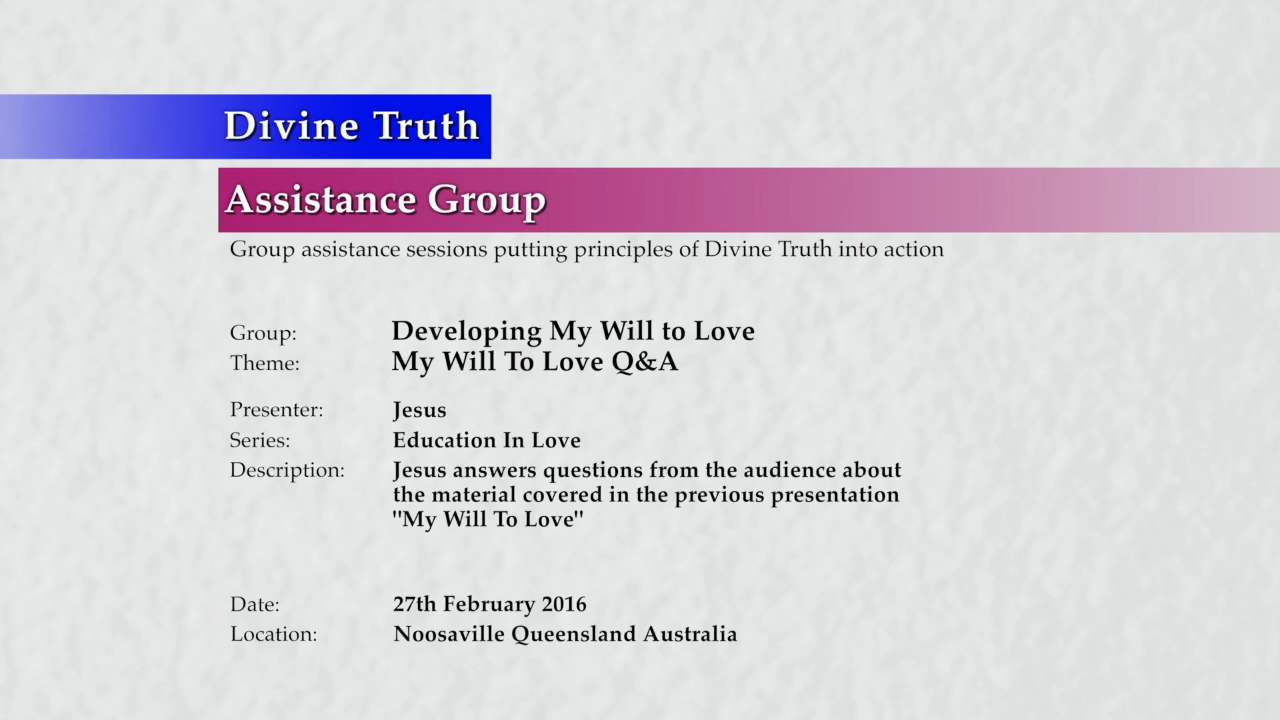 Divine Truth
Assistance Group
Group assistance sessions putting principles of Divine Truth into action
Group: Developing My Will to Love
Theme: My Will To Love Q&A
Presenter: Jesus
Series: Education In Love
Description: Jesus answers questions from the audience about
the material covered in the previous presentation
"My Will To Love"
Date: 27th February 2016
Location: Noosaville Queensland Australia